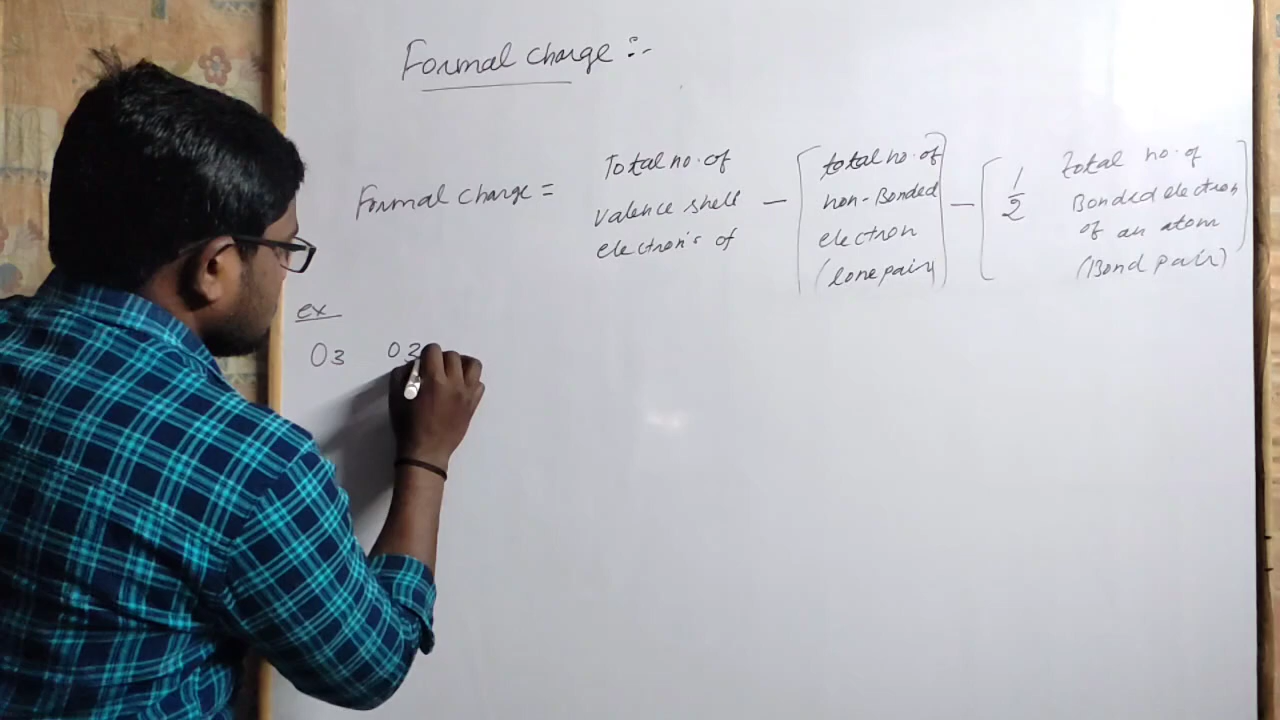 Formal charge :-
Formal charge = Total no. of valence shell electron's of — [total no. of non-Bonded electron (lone pair)] — [1/2 total no. of Bonded electron of an atom (Bond pair)]
ex
O3 O3